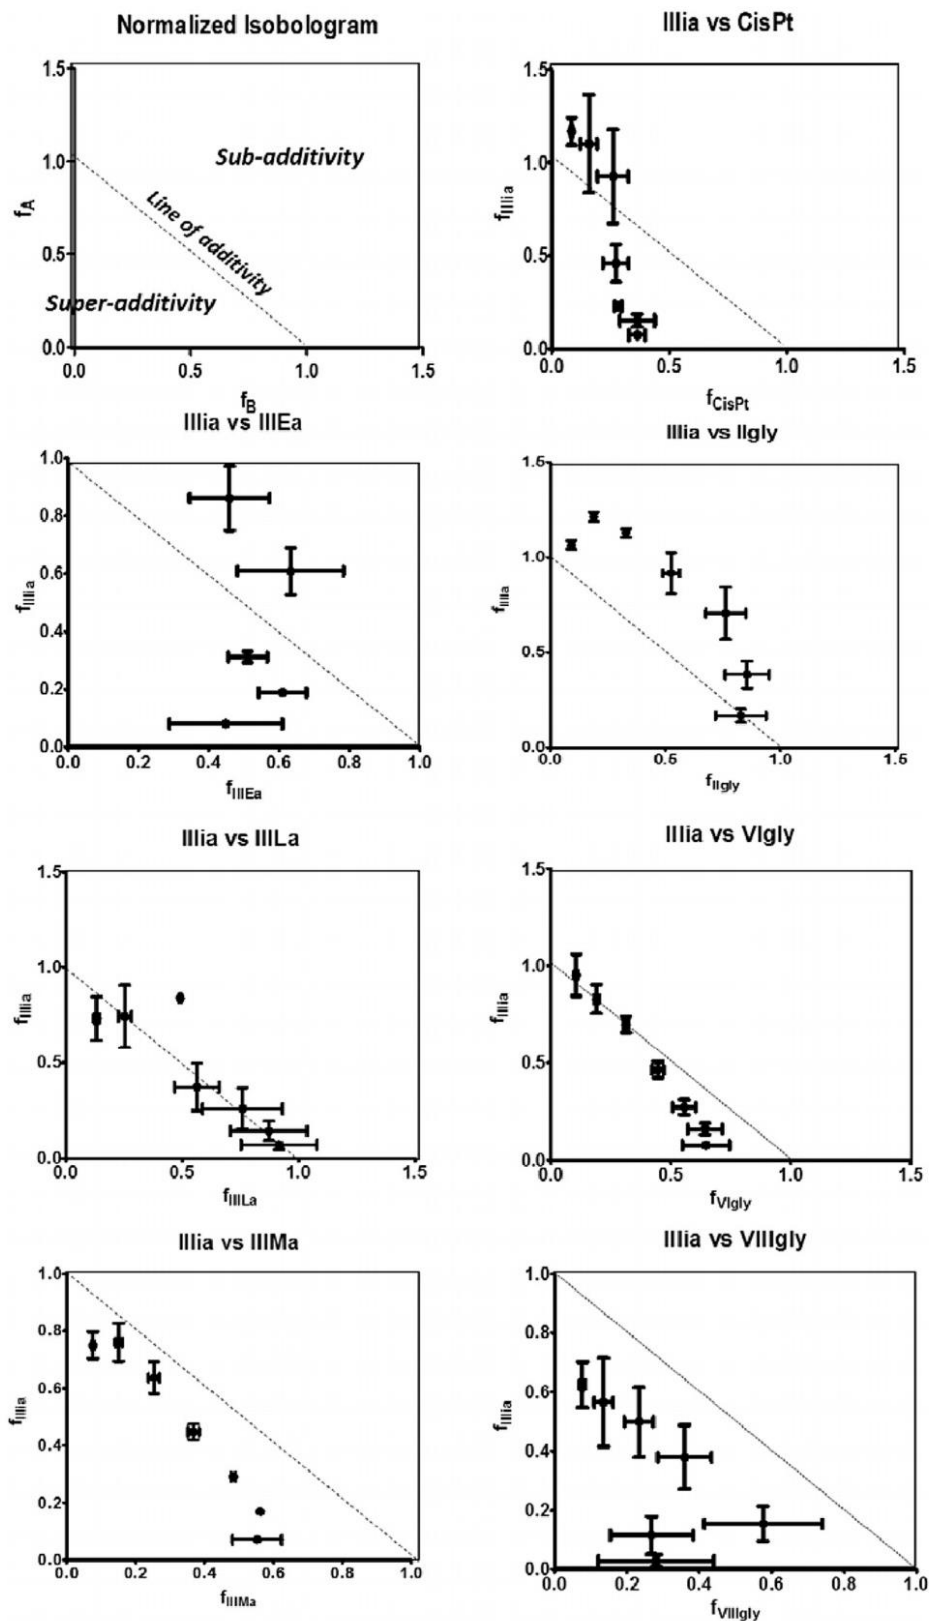 Normalized Isobologram
1.5
1.0
0.5
0.0
fA
Sub-additivity
Line of additivity
Super-additivity
0.0 0.5 1.0 1.5
fB
IIIia vs CisPt
1.5
1.0
0.5
0.0
fIIIia
0.0 0.5 1.0 1.5
fCisPt
IIIia vs IIIEa
1.0
0.8
0.6
0.4
0.2
0.0
fIIIia
0.0 0.2 0.4 0.6 0.8 1.0
fIIIEa
IIIia vs IIgly
1.5
1.0
0.5
0.0
fIIIia
0.0 0.5 1.0 1.5
fIIgly
IIIia vs IIILa
1.5
1.0
0.5
0.0
fIIIia
0.0 0.5 1.0 1.5
fIIILa
IIIia vs VIgly
1.5
1.0
0.5
0.0
fIIIia
0.0 0.5 1.0 1.5
fVIgly
IIIia vs IIIMa
1.0
0.8
0.6
0.4
0.2
0.0
fIIIia
0.0 0.2 0.4 0.6 0.8 1.0
fIIIMa
IIIia vs VIIIgly
1.0
0.8
0.6
0.4
0.2
0.0
fIIIia
0.0 0.2 0.4 0.6 0.8 1.0
fVIIIgly